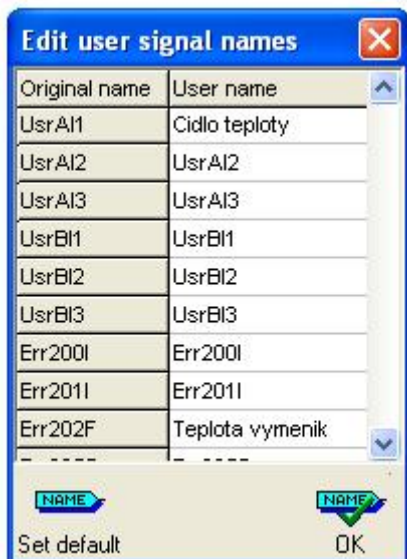 Edit user signal names
Original name User name
UsrAI1 Cidlo teploty
UsrAI2 UsrAI2
UsrAI3 UsrAI3
UsrBI1 UsrBI1
UsrBI2 UsrBI2
UsrBI3 UsrBI3
Err200I Err200I
Err201I Err201I
Err202F Teplota vymenik
NAME NAME
Set default OK